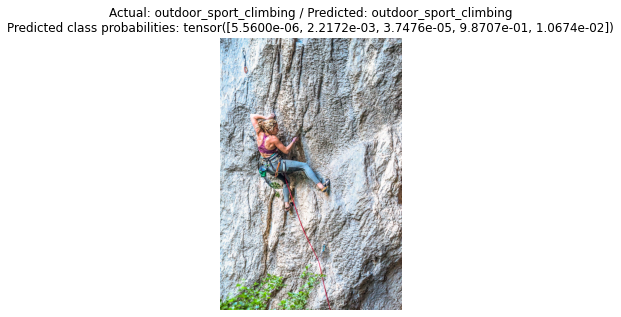 Actual: outdoor_sport_climbing / Predicted: outdoor_sport_climbing
Predicted class probabilities: tensor([5.5600e-06, 2.2172e-03, 3.7476e-05, 9.8707e-01, 1.0674e-02])